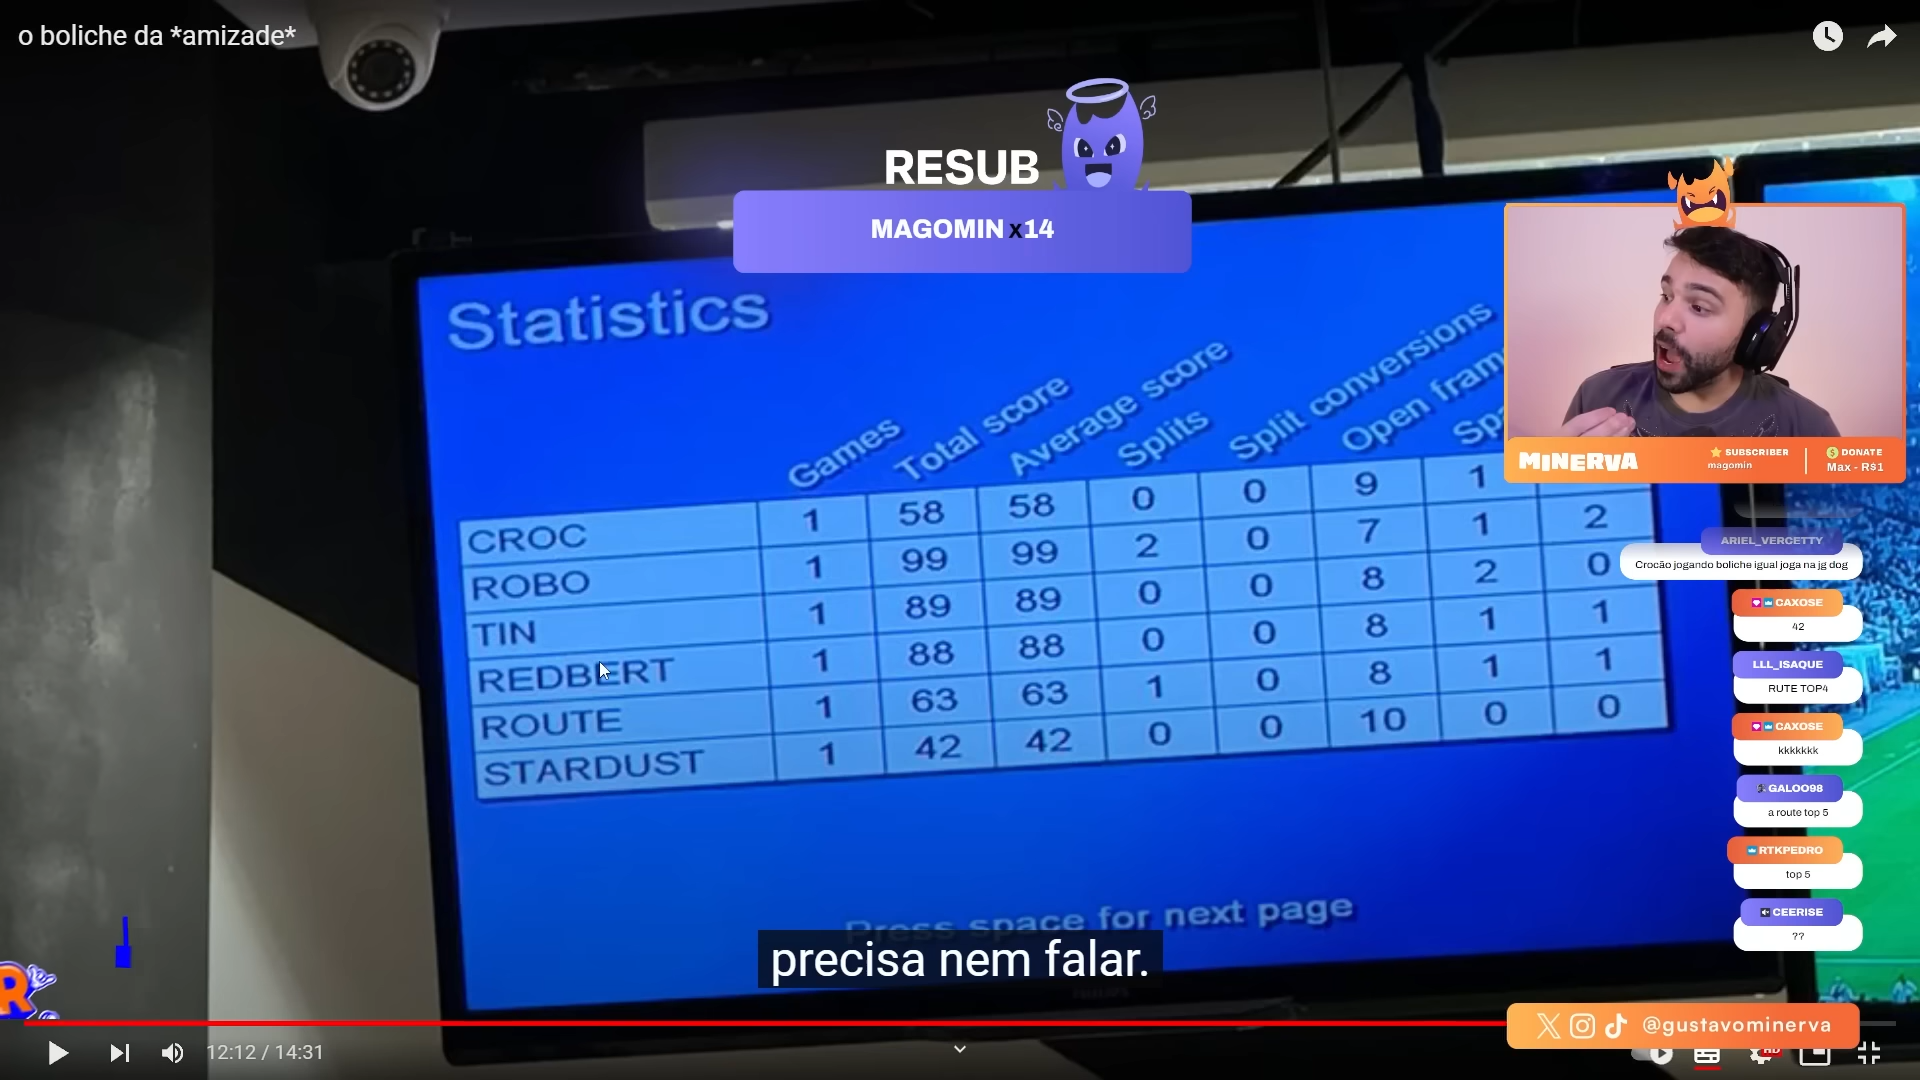 o boliche da *amizade*
RESUB
MAGOMIN x14
Statistics
Games Total score Average score Splits Split conversions Open
CROC 1 58 58 0 0 9 1
ROBO 1 99 99 2 0 7 1 2
TIN 1 89 89 0 0 8 2 0
REDBERT 1 88 88 0 0 8 1 1
ROUTE 1 63 63 1 0 8 1 1
STARDUST 1 42 42 0 0 10 0 0
Press space for next page
precisa nem falar.
MINERVA
SUBSCRIBER
magomin
DONATE
Max - R$1
ARIEL_VERCETTY
Crocão jogando boliche igual joga na jg dog
CAXOSE
42
LLL_ISAQUE
RUTE TOP4
CAXOSE
kkkkkkk
GALOO98
a route top 5
RTKPEDRO
top 5
CEERISE
??
@gustavominerva
12:12 / 14:31
HD